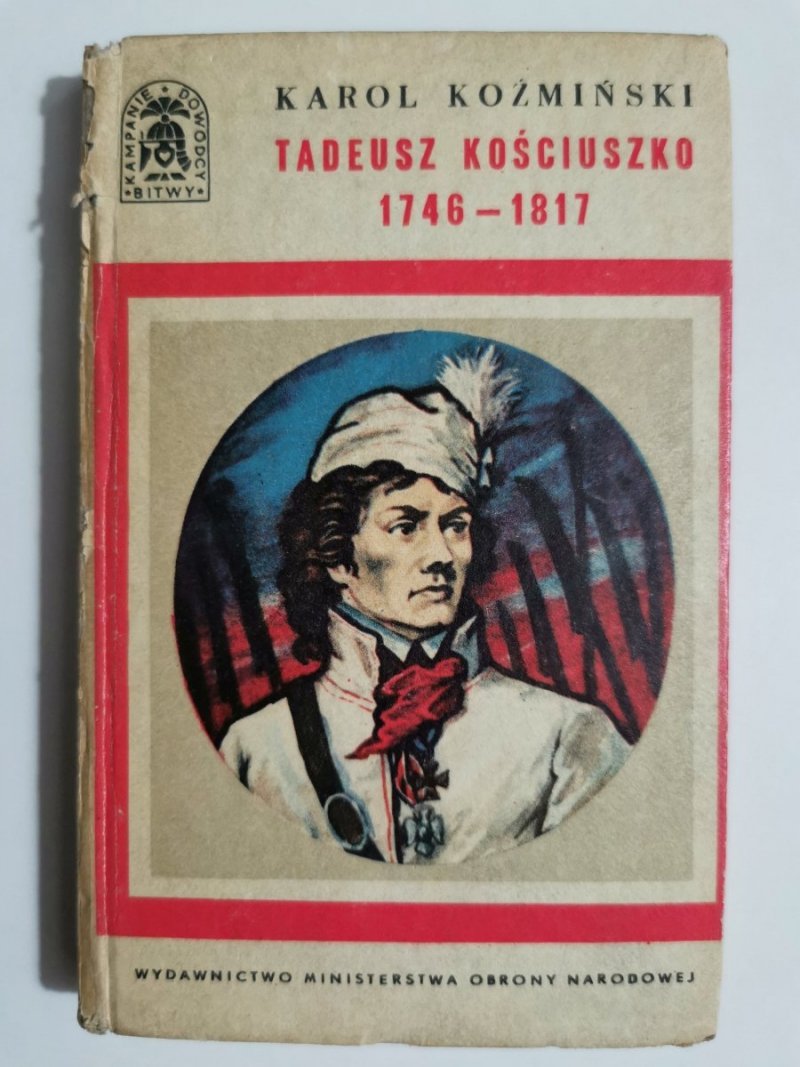 KAMPANIE * DOWÓDCY
* BITWY *
KAROL KOŹMIŃSKI
TADEUSZ KOŚCIUSZKO
1746 – 1817
WYDAWNICTWO MINISTERSTWA OBRONY NARODOWEJ